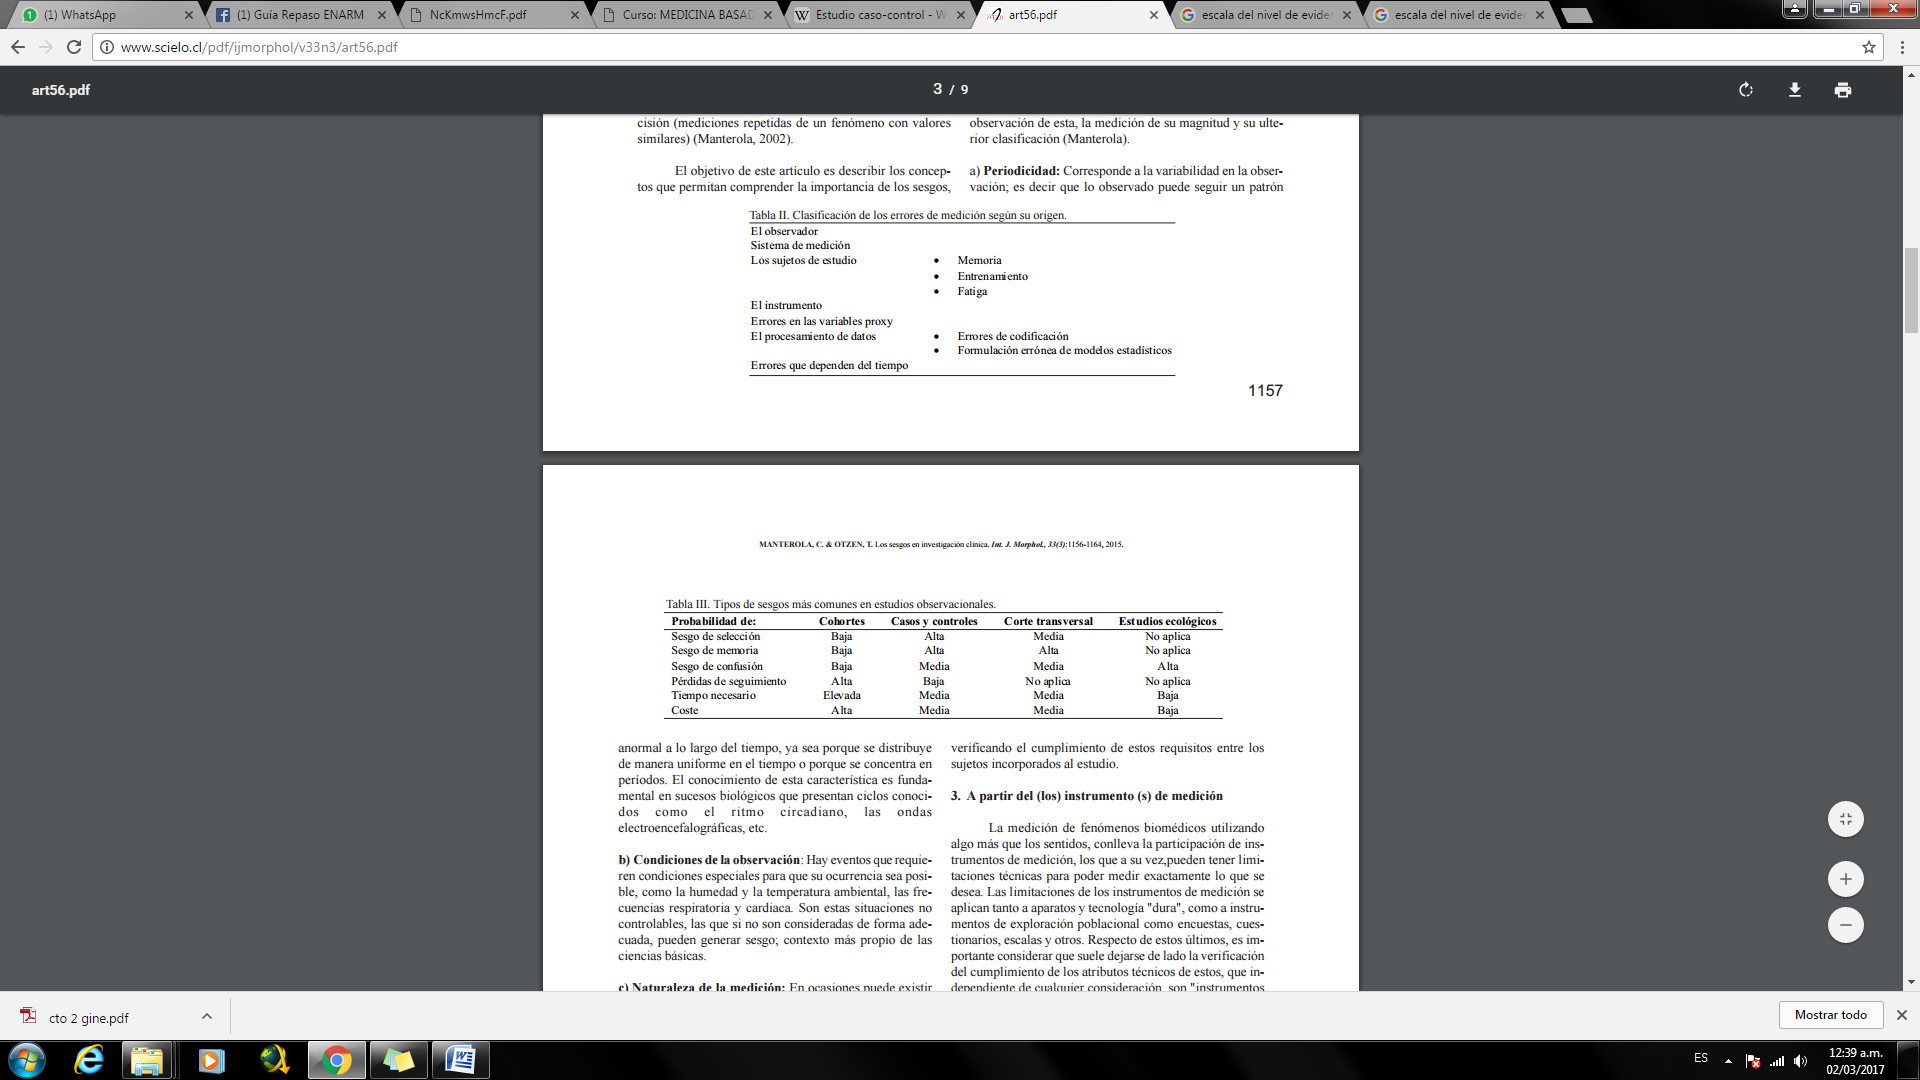 (1) WhatsApp
(1) Guía Repaso ENARM
NcKmwsHmcF.pdf
Curso: MEDICINA BASAD
Estudio caso-control - W
art56.pdf
escala del nivel de evide
escala del nivel de evide
www.scielo.cl/pdf/ijmorphol/v33n3/art56.pdf
art56.pdf
3 / 9
cisión (mediciones repetidas de un fenómeno con valores
similares) (Manterola, 2002).
El objetivo de este artículo es describir los concep-
tos que permitan comprender la importancia de los sesgos,
observación de esta, la medición de su magnitud y su ulte-
rior clasificación (Manterola).
a) Periodicidad: Corresponde a la variabilidad en la obser-
vación; es decir que lo observado puede seguir un patrón
Tabla II. Clasificación de los errores de medición según su origen.
El observador
Sistema de medición
Los sujetos de estudio • Memoria
• Entrenamiento
• Fatiga
El instrumento
Errores en las variables proxy
El procesamiento de datos • Errores de codificación
• Formulación errónea de modelos estadísticos
Errores que dependen del tiempo
1157
MANTEROLA, C. & OTZEN, T. Los sesgos en investigación clínica. Int. J. Morphol., 33(3):1156-1164, 2015.
Tabla III. Tipos de sesgos más comunes en estudios observacionales.
Probabilidad de: Cohortes Casos y controles Corte transversal Estudios ecológicos
Sesgo de selección Baja Alta Media No aplica
Sesgo de memoria Baja Alta Alta No aplica
Sesgo de confusión Baja Media Media Alta
Pérdidas de seguimiento Alta Baja No aplica No aplica
Tiempo necesario Elevada Media Media Baja
Coste Alta Media Media Baja
anormal a lo largo del tiempo, ya sea porque se distribuye
de manera uniforme en el tiempo o porque se concentra en
periodos. El conocimiento de esta característica es funda-
mental en sucesos biológicos que presentan ciclos conoci-
dos como el ritmo circadiano, las ondas
electroencefalográficas, etc.
b) Condiciones de la observación: Hay eventos que requie-
ren condiciones especiales para que su ocurrencia sea posi-
ble, como la humedad y la temperatura ambiental, las fre-
cuencias respiratoria y cardiaca. Son estas situaciones no
controlables, las que si no son consideradas de forma ade-
cuada, pueden generar sesgo; contexto más propio de las
ciencias básicas.
c) Naturaleza de la medición: En ocasiones puede existir
verificando el cumplimiento de estos requisitos entre los
sujetos incorporados al estudio.
3. A partir del (los) instrumento (s) de medición
La medición de fenómenos biomédicos utilizando
algo más que los sentidos, conlleva la participación de ins-
trumentos de medición, los que a su vez,pueden tener limi-
taciones técnicas para poder medir exactamente lo que se
desea. Las limitaciones de los instrumentos de medición se
aplican tanto a aparatos y tecnología "dura", como a instru-
mentos de exploración poblacional como encuestas, cues-
tionarios, escalas y otros. Respecto de estos últimos, es im-
portante considerar que suele dejarse de lado la verificación
del cumplimiento de los atributos técnicos de estos, que in-
dependiente de cualquier consideración, son "instrumentos
cto 2 gine.pdf
Mostrar todo
ES
12:39 a.m.
02/03/2017